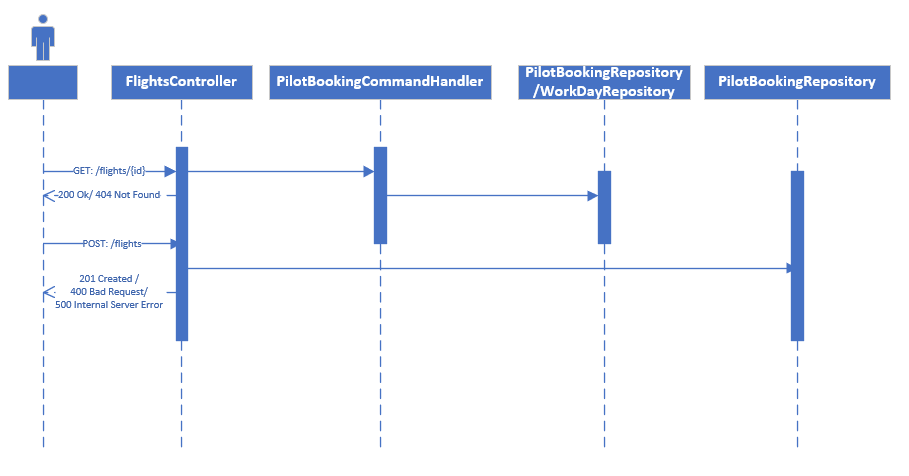 FlightsController
PilotBookingCommandHandler
PilotBookingRepository
/WorkDayRepository
PilotBookingRepository
GET: /flights/{id}
200 Ok/ 404 Not Found
POST: /flights
201 Created /
400 Bad Request/
500 Internal Server Error